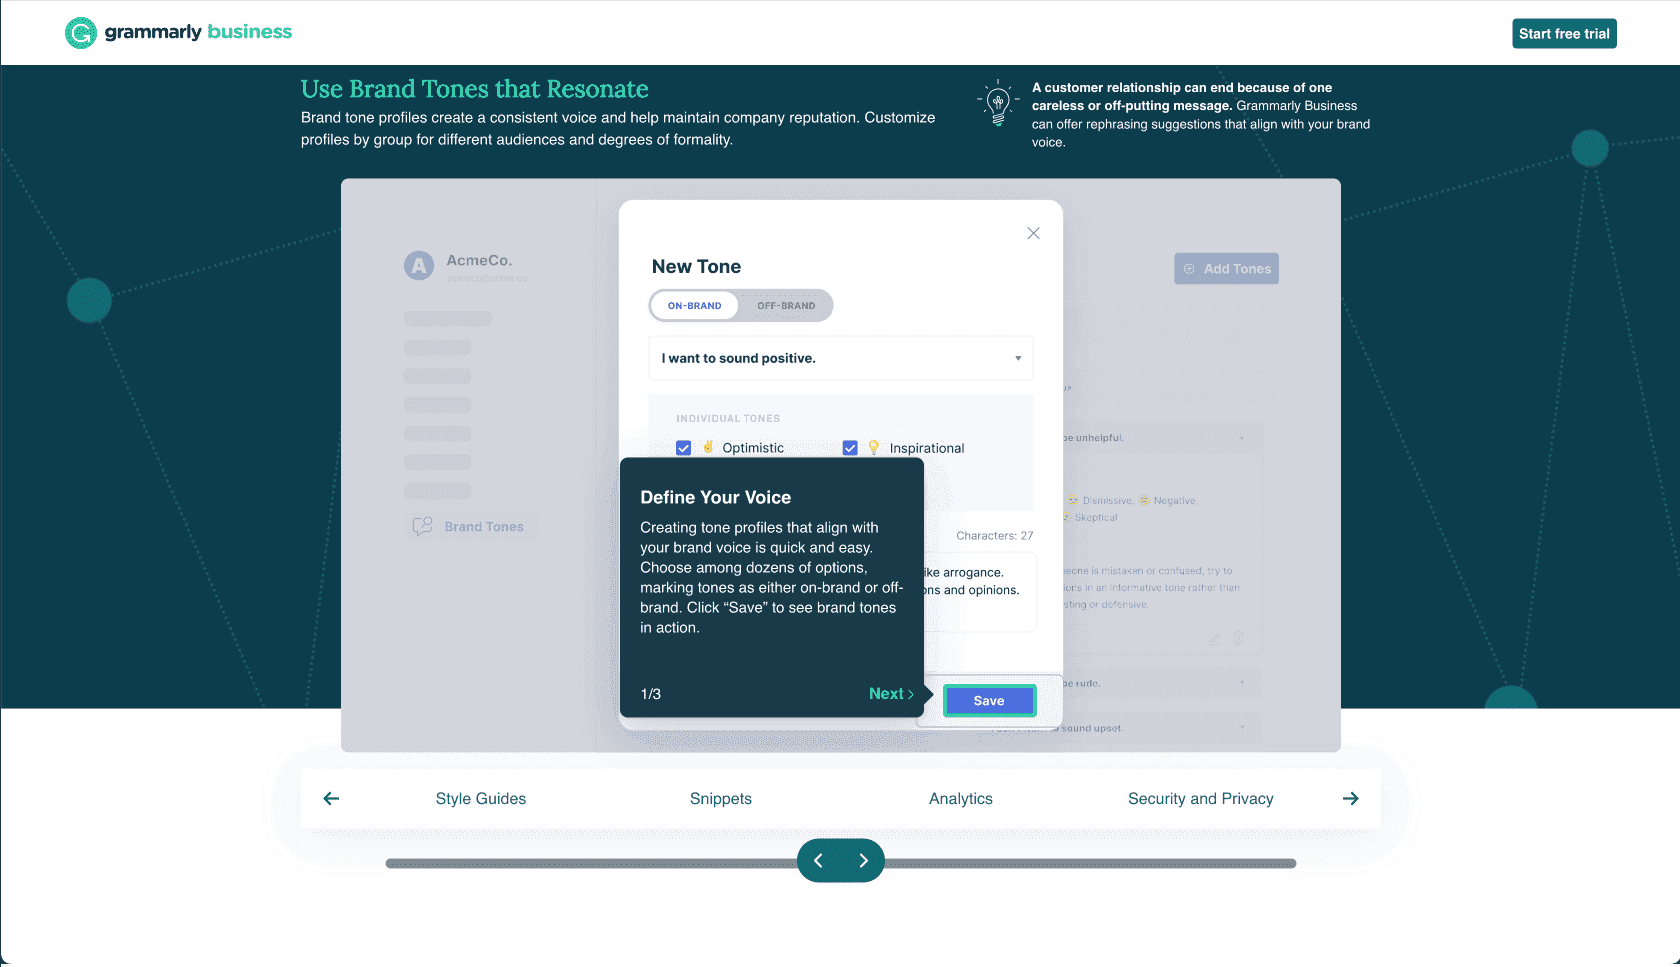 grammarly business
Start free trial
Use Brand Tones that Resonate
Brand tone profiles create a consistent voice and help maintain company reputation. Customize
profiles by group for different audiences and degrees of formality.
A customer relationship can end because of one
careless or off-putting message. Grammarly Business
can offer rephrasing suggestions that align with your brand
voice.
A
AcmeCo.
acmeco@acme.co
Brand Tones
Add Tones
New Tone
ON-BRAND
OFF-BRAND
I want to sound positive.
INDIVIDUAL TONES
Optimistic
Inspirational
Characters: 27
ike arrogance.
ons and opinions.
Define Your Voice
Creating tone profiles that align with
your brand voice is quick and easy.
Choose among dozens of options,
marking tones as either on-brand or off-
brand. Click “Save” to see brand tones
in action.
1/3
Next
Save
be unhelpful.
Dismissive, Negative,
Skeptical
eone is mistaken or confused, try to
ions in an informative tone rather than
sting or defensive.
be rude.
sound upset.
Style Guides
Snippets
Analytics
Security and Privacy